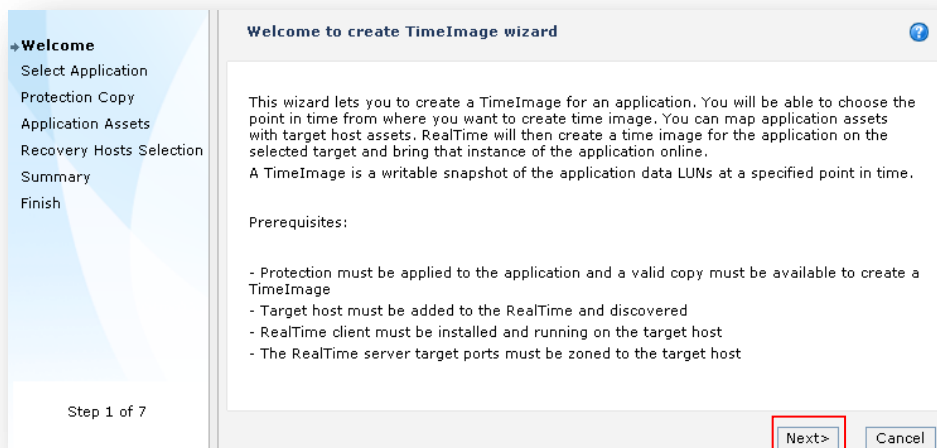 Welcome
Select Application
Protection Copy
Application Assets
Recovery Hosts Selection
Summary
Finish
Step 1 of 7
Welcome to create TimeImage wizard
?
This wizard lets you to create a TimeImage for an application. You will be able to choose the
point in time from where you want to create time image. You can map application assets
with target host assets. RealTime will then create a time image for the application on the
selected target and bring that instance of the application online.
A TimeImage is a writable snapshot of the application data LUNs at a specified point in time.
Prerequisites:
- Protection must be applied to the application and a valid copy must be available to create a
TimeImage
- Target host must be added to the RealTime and discovered
- RealTime client must be installed and running on the target host
- The RealTime server target ports must be zoned to the target host
Next>
Cancel